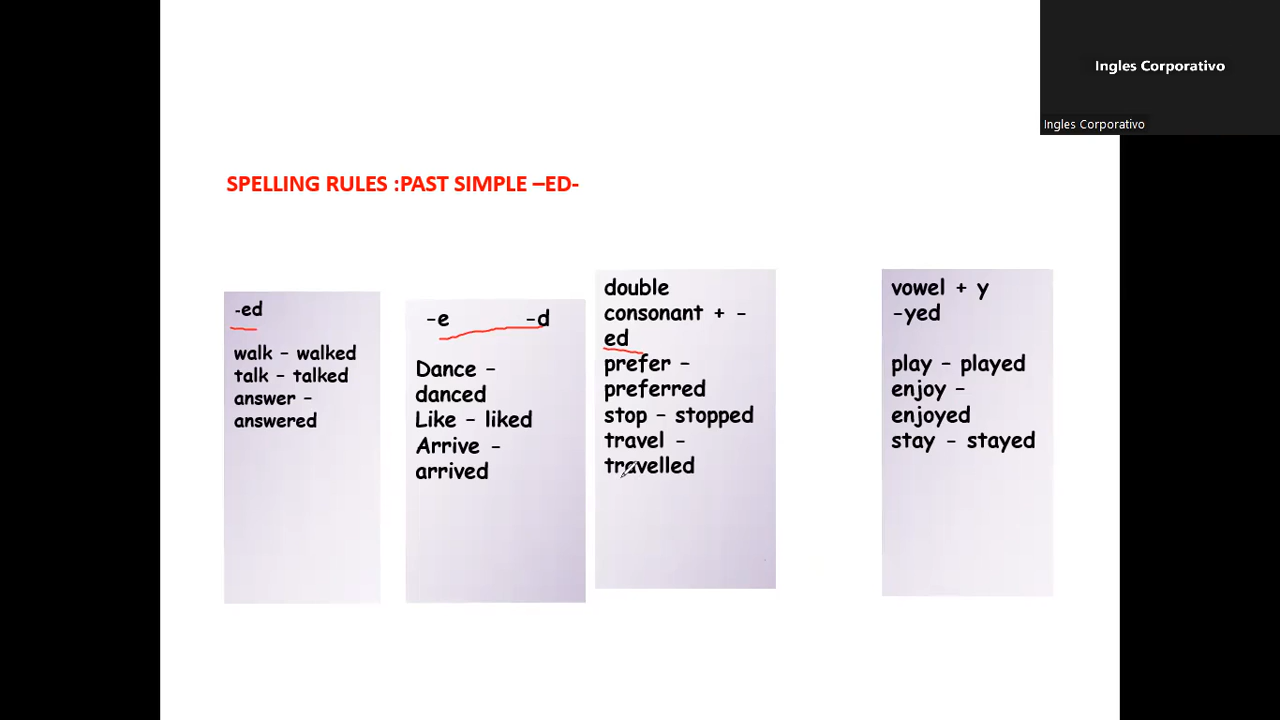 Ingles Corporativo
Ingles Corporativo
SPELLING RULES :PAST SIMPLE –ED-
-ed
walk – walked
talk – talked
answer –
answered
-e -d
Dance –
danced
Like – liked
Arrive –
arrived
double
consonant + –
ed
prefer –
preferred
stop – stopped
travel –
travelled
vowel + y
-yed
play – played
enjoy –
enjoyed
stay – stayed